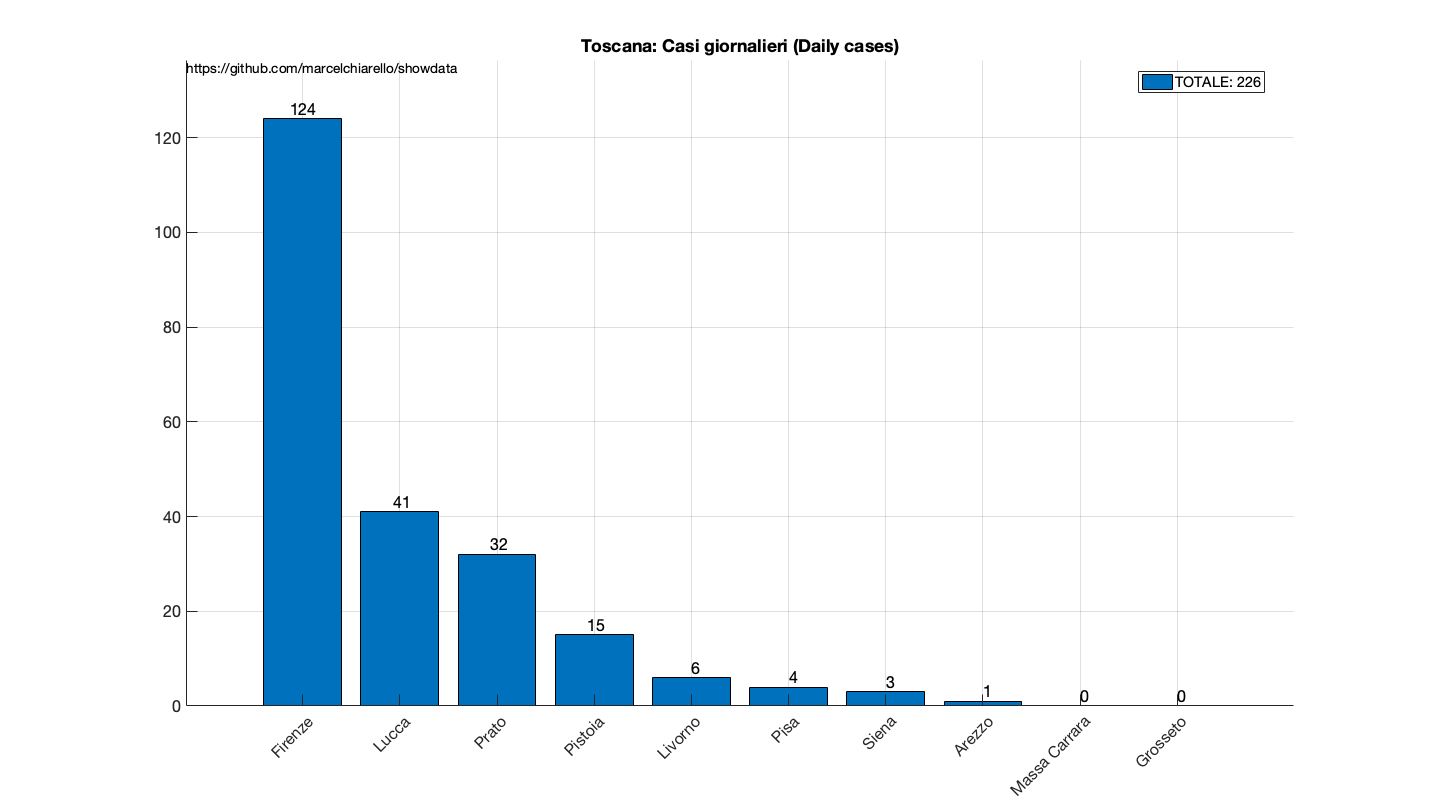 Toscana: Casi giornalieri (Daily cases)
https://github.com/marcelchiarello/showdata
TOTALE: 226
124
120
100
80
60
41
40
32
20
15
6
4
3
1
0
0
0
Firenze
Lucca
Prato
Pistoia
Livorno
Pisa
Siena
Arezzo
Massa Carrara
Grosseto